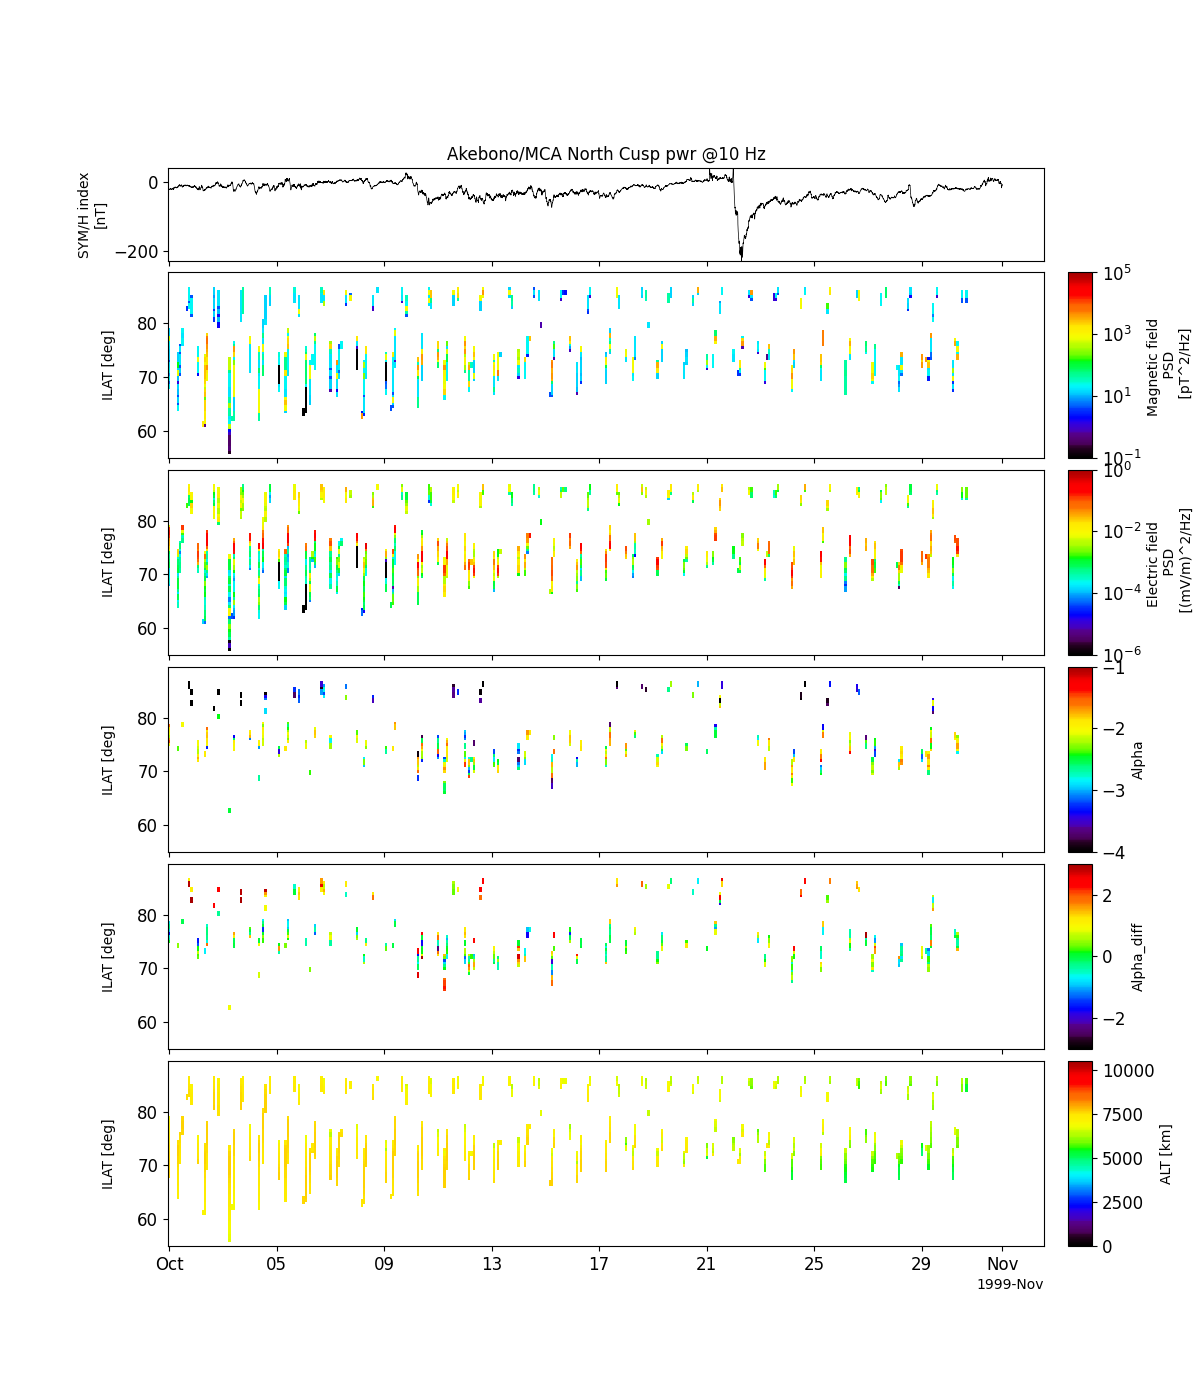 Akebono/MCA North Cusp pwr @10 Hz
SYM/H index
[nT]
0
−200
ILAT [deg]
80
70
60
10^5
10^3
10^1
10^−1
Magnetic field
PSD
[pT^2/Hz]
ILAT [deg]
80
70
60
10^0
10^−2
10^−4
10^−6
Electric field
PSD
[(mV/m)^2/Hz]
ILAT [deg]
80
70
60
−1
−2
−3
−4
Alpha
ILAT [deg]
80
70
60
2
0
−2
Alpha_diff
ILAT [deg]
80
70
60
10000
7500
5000
2500
0
ALT [km]
Oct 05 09 13 17 21 25 29 Nov
1999-Nov